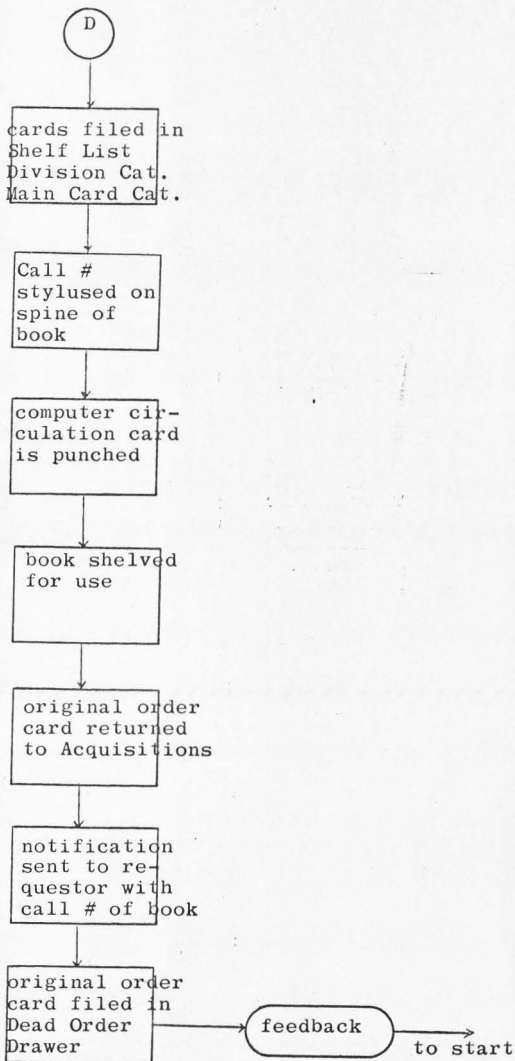 D
cards filed in
Shelf List
Division Cat.
Main Card Cat.
Call #
stylused on
spine of
book
computer cir-
culation card
is punched
book shelved
for use
original order
card returned
to Acquisitions
notification
sent to re-
questor with
call # of book
original order
card filed in
Dead Order
Drawer
feedback
to start